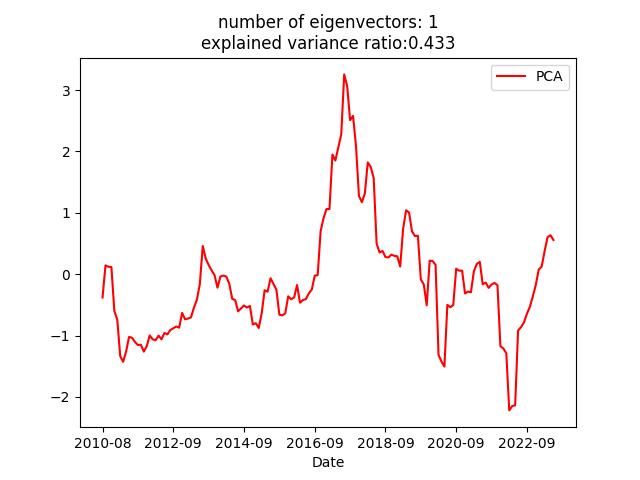 number of eigenvectors: 1
explained variance ratio:0.433
PCA
3
2
1
0
−1
−2
2010-08 2012-09 2014-09 2016-09 2018-09 2020-09 2022-09
Date